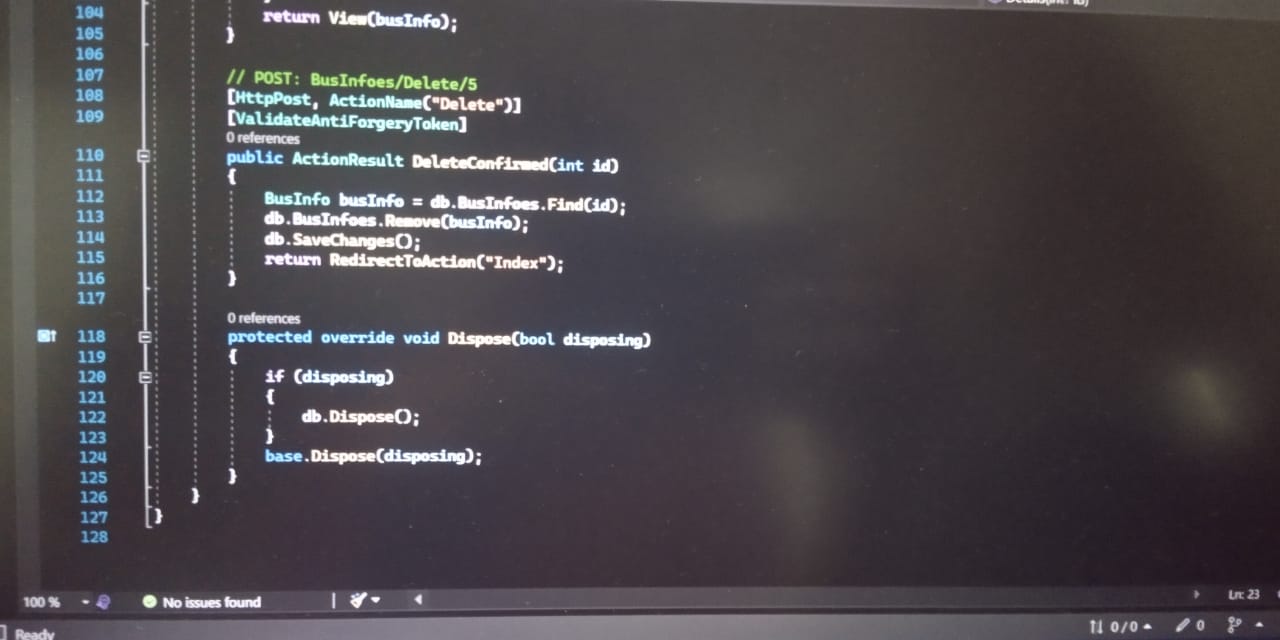 Details(int? id)
104 return View(busInfo);
105 }
106
107 // POST: BusInfoes/Delete/5
108 [HttpPost, ActionName("Delete")]
109 [ValidateAntiForgeryToken]
0 references
110 public ActionResult DeleteConfirmed(int id)
111 {
112 BusInfo busInfo = db.BusInfoes.Find(id);
113 db.BusInfoes.Remove(busInfo);
114 db.SaveChanges();
115 return RedirectToAction("Index");
116 }
117
0 references
118 protected override void Dispose(bool disposing)
119 {
120 if (disposing)
121 {
122 db.Dispose();
123 }
124 base.Dispose(disposing);
125 }
126 }
127 }
128
100 % No issues found Ln: 23
Ready 0/0 0